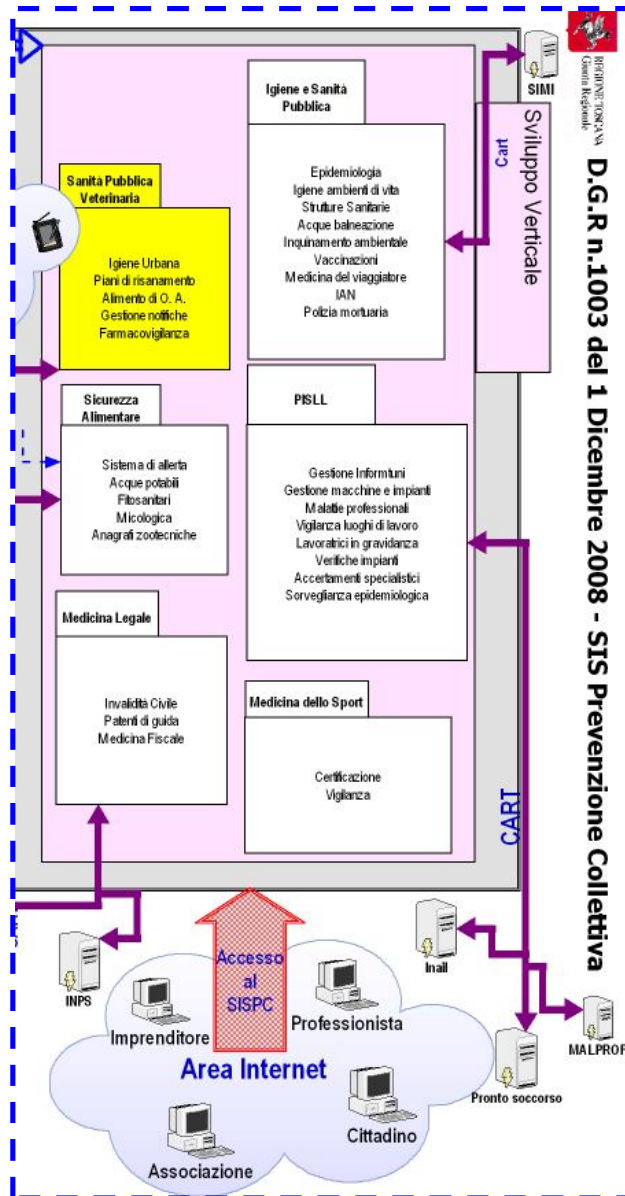 REGIONE TOSCANA
Giunta Regionale
D.G.R n.1003 del 1 Dicembre 2008 - SIS Prevenzione Collettiva
SIMI
Sviluppo Verticale
Cart
Igiene e Sanità
Pubblica
Epidemiologia
Igiene ambienti di vita
Strutture Sanitarie
Acque balneazione
Inquinamento ambientale
Vaccinazioni
Medicina del viaggiatore
IAN
Polizia mortuaria
Sanità Pubblica
Veterinaria
Igiene Urbana
Piani di risanamento
Alimento di O. A.
Gestione notifiche
Farmacovigilanza
Sicurezza
Alimentare
Sistema di allerta
Acque potabili
Fitosanitari
Micologica
Anagrafi zootecniche
PISLL
Gestione Informtuni
Gestione macchine e impianti
Malattie professionali
Vigilanza luoghi di lavoro
Lavoratrici in gravidanza
Verifiche impianti
Accertamenti specialistici
Sorveglianza epidemiologica
Medicina Legale
Invalidità Civile
Patenti di guida
Medicina Fiscale
Medicina dello Sport
Certificazione
Vigilanza
CART
INPS
Accesso
al
SISPC
Inail
MALPROF
Pronto soccorso
Imprenditore
Professionista
Area Internet
Cittadino
Associazione